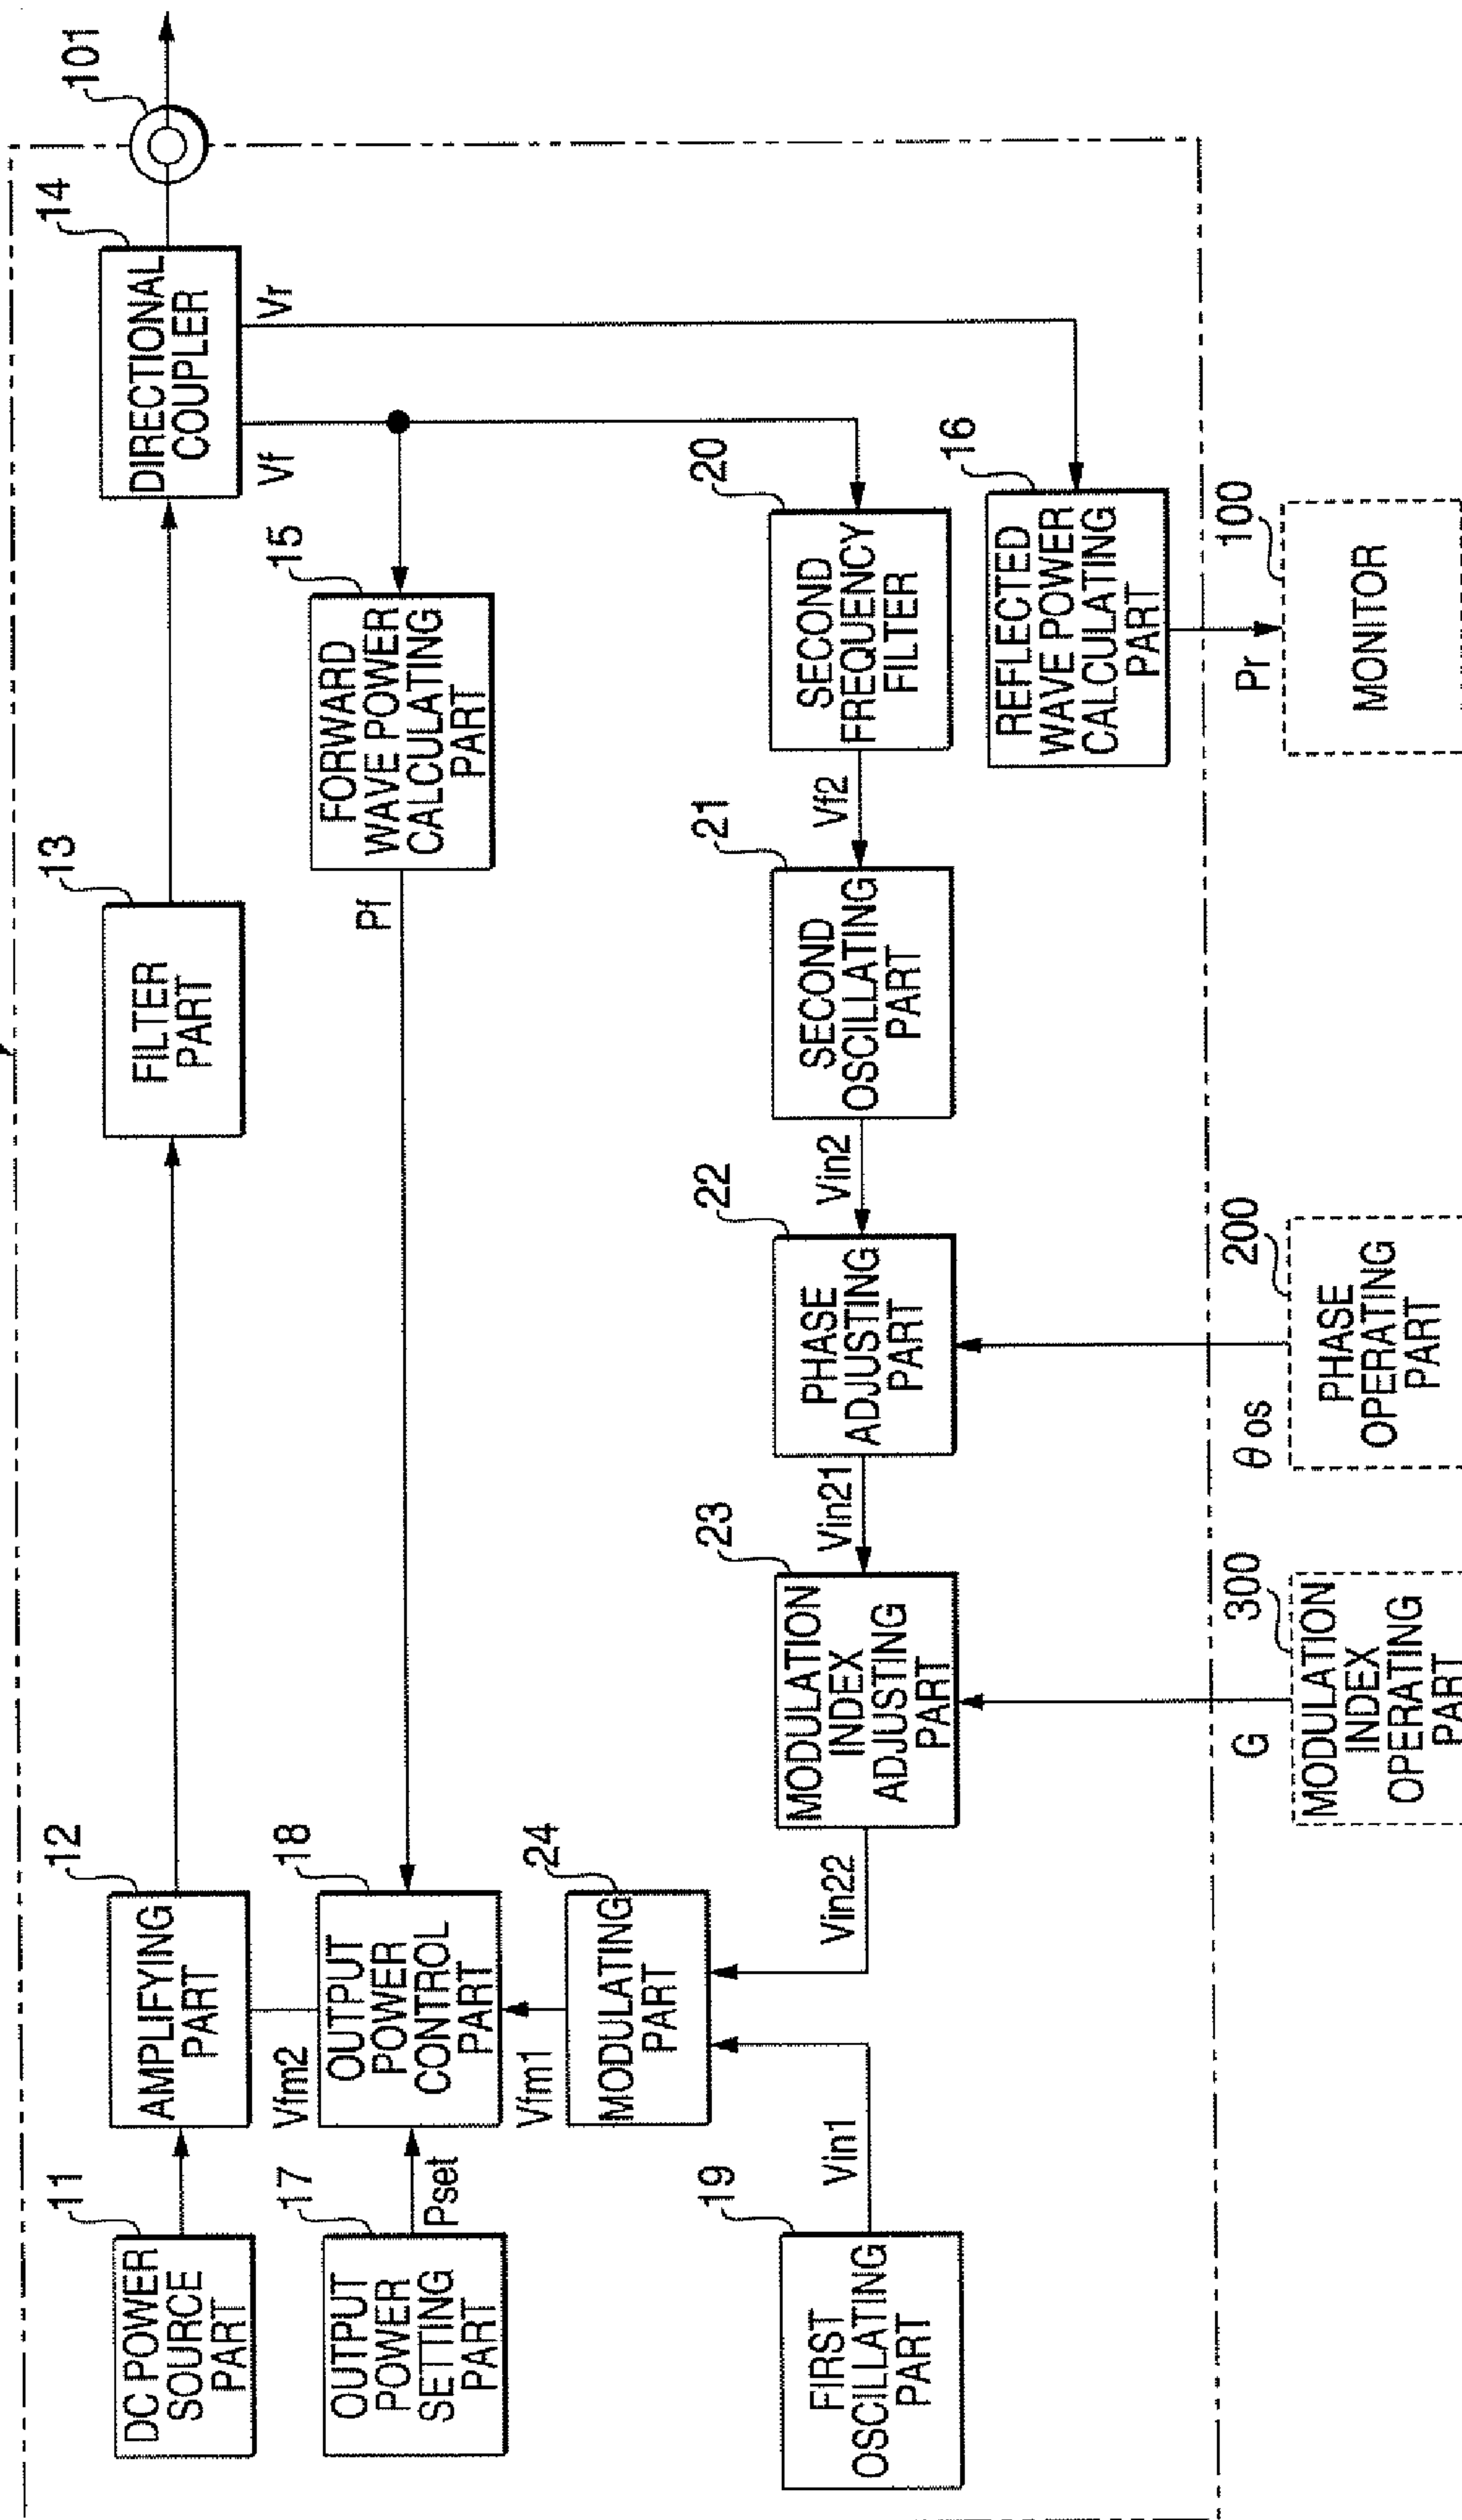 101
14
DIRECTIONAL
COUPLER
Vf
Vr
13
FILTER
PART
12
AMPLIFYING
PART
11
DC POWER
SOURCE
PART
15
FORWARD
WAVE POWER
CALCULATING
PART
Pf
18
OUTPUT
POWER
CONTROL
PART
Vfm2
17
OUTPUT
POWER
SETTING
PART
Pset
Vfm1
24
MODULATING
PART
19
FIRST
OSCILLATING
PART
Vin1
Vin22
23
MODULATION
INDEX
ADJUSTING
PART
Vin21
22
PHASE
ADJUSTING
PART
Vin2
21
SECOND
OSCILLATING
PART
Vf2
20
SECOND
FREQUENCY
FILTER
16
REFLECTED
WAVE POWER
CALCULATING
PART
Pr
100
MONITOR
θos
200
PHASE
OPERATING
PART
G
300
MODULATION
INDEX
OPERATING
PART